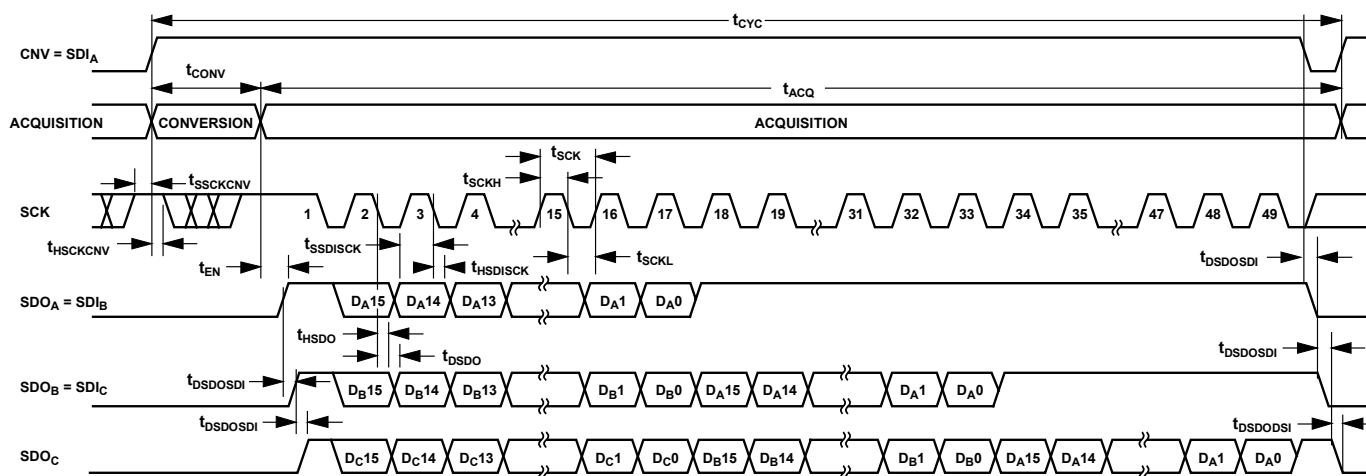 tCYC
CNV = SDIA
tCONV
tACQ
ACQUISITION CONVERSION ACQUISITION
tSCK
tSSCKCNV
tSCKH
SCK 1 2 3 4 15 16 17 18 19 31 32 33 34 35 47 48 49
tHSCKCNV
tSSDISCK
tSCKL
tEN
tHSDISCK
tDSDOSDI
SDOA = SDIB DA15 DA14 DA13 DA1 DA0
tHSDO
tDSDO
tDSDOSDI
tDSDOSDI
SDOB = SDIC DB15 DB14 DB13 DB1 DB0 DA15 DA14 DA1 DA0
tDSDOSDI
tDSDODSI
SDOC DC15 DC14 DC13 DC1 DC0 DB15 DB14 DB1 DB0 DA15 DA14 DA1 DA0